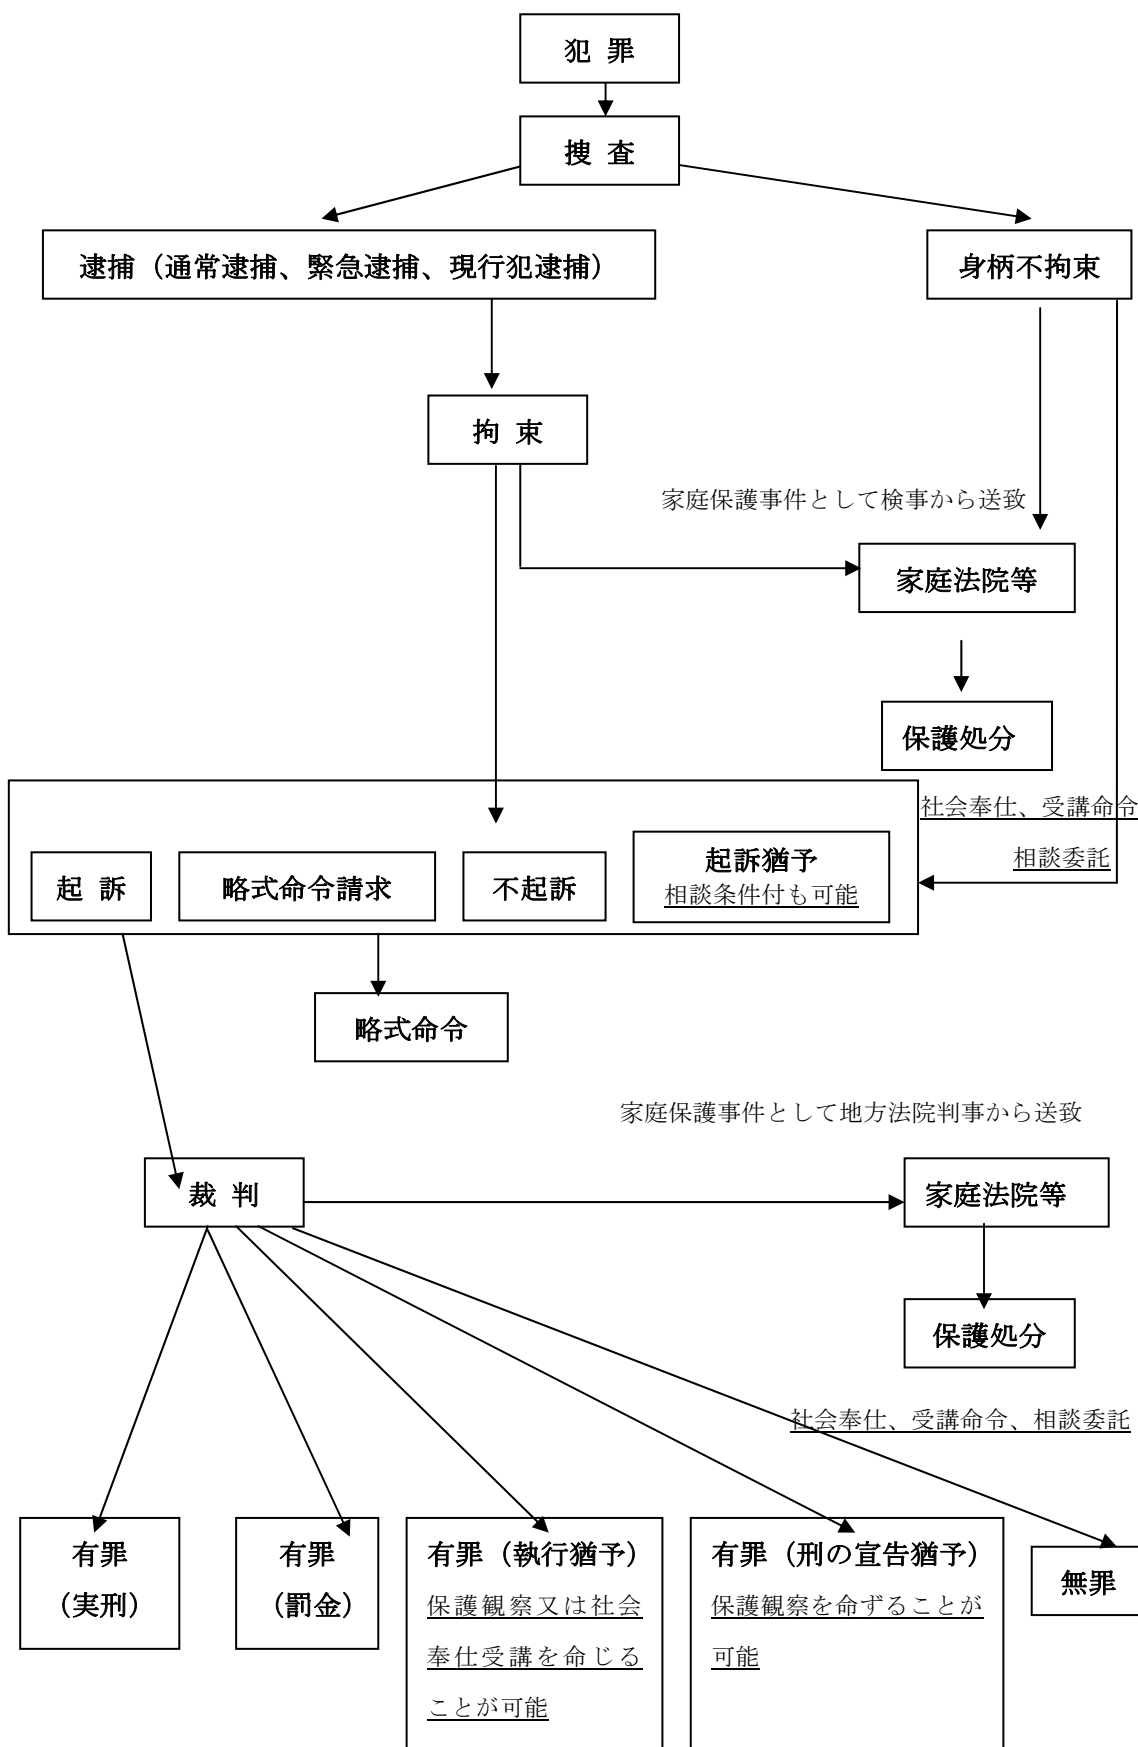 犯 罪
捜 査
逮捕（通常逮捕、緊急逮捕、現行犯逮捕）
身柄不拘束
拘 束
家庭保護事件として検事から送致
家庭法院等
保護処分
社会奉仕、受講命令
相談委託
起 訴
略式命令請求
不起訴
起訴猶予
相談条件付も可能
略式命令
家庭保護事件として地方法院判事から送致
裁 判
家庭法院等
保護処分
社会奉仕、受講命令、相談委託
有罪
（実刑）
有罪
（罰金）
有罪（執行猶予）
保護観察又は社会
奉仕受講を命じる
ことが可能
有罪（刑の宣告猶予）
保護観察を命ずることが
可能
無罪